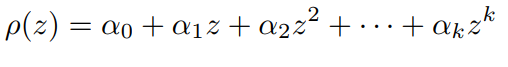 ρ(z) = α₀ + α₁z + α₂z² + ⋯ + αₖzᵏ